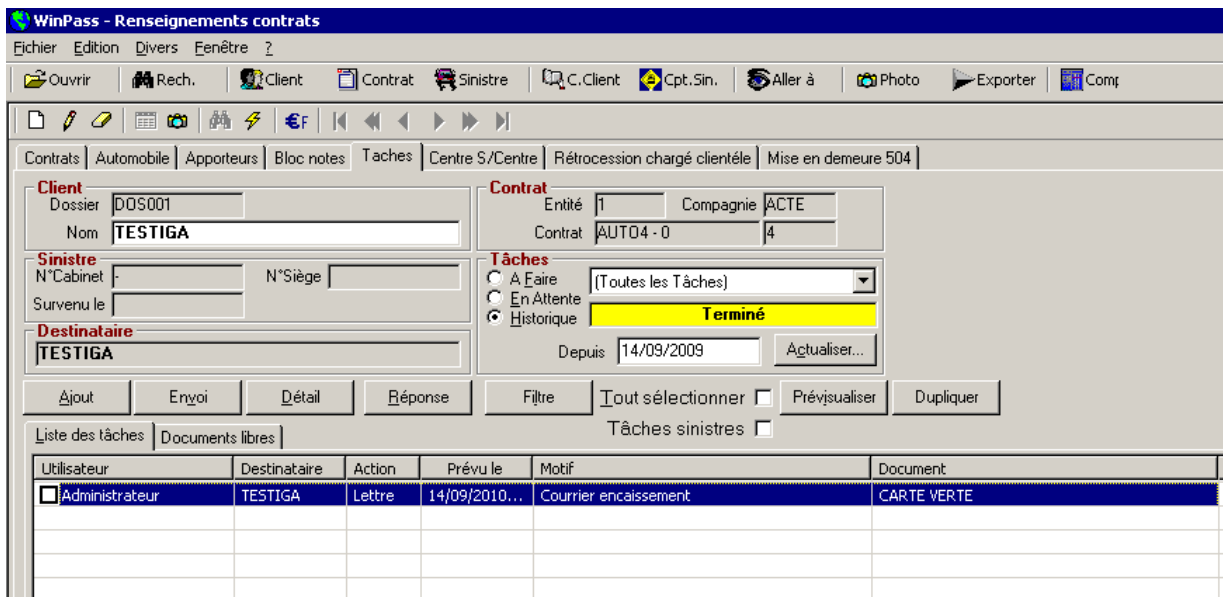 WinPass - Renseignements contrats
Fichier Edition Divers Fenêtre ?
Ouvrir Rech. Client Contrat Sinistre C.Client Cpt.Sin. Aller à Photo Exporter Comp
€F
Contrats Automobile Apporteurs Bloc notes Taches Centre S/Centre Rétrocession chargé clientéle Mise en demeure 504
Client
Dossier DOS001
Nom TESTIGA
Contrat
Entité 1 Compagnie ACTE
Contrat AUTO4 - 0 4
Sinistre
N°Cabinet - N°Siège
Survenu le
Tâches
A Faire (Toutes les Tâches)
En Attente
Historique Terminé
Depuis 14/09/2009 Actualiser...
Destinataire
TESTIGA
Ajout Envoi Détail Réponse Filtre Tout sélectionner Prévisualiser Dupliquer
Tâches sinistres
Liste des tâches Documents libres
Utilisateur Destinataire Action Prévu le Motif Document
Administrateur TESTIGA Lettre 14/09/2010... Courrier encaissement CARTE VERTE